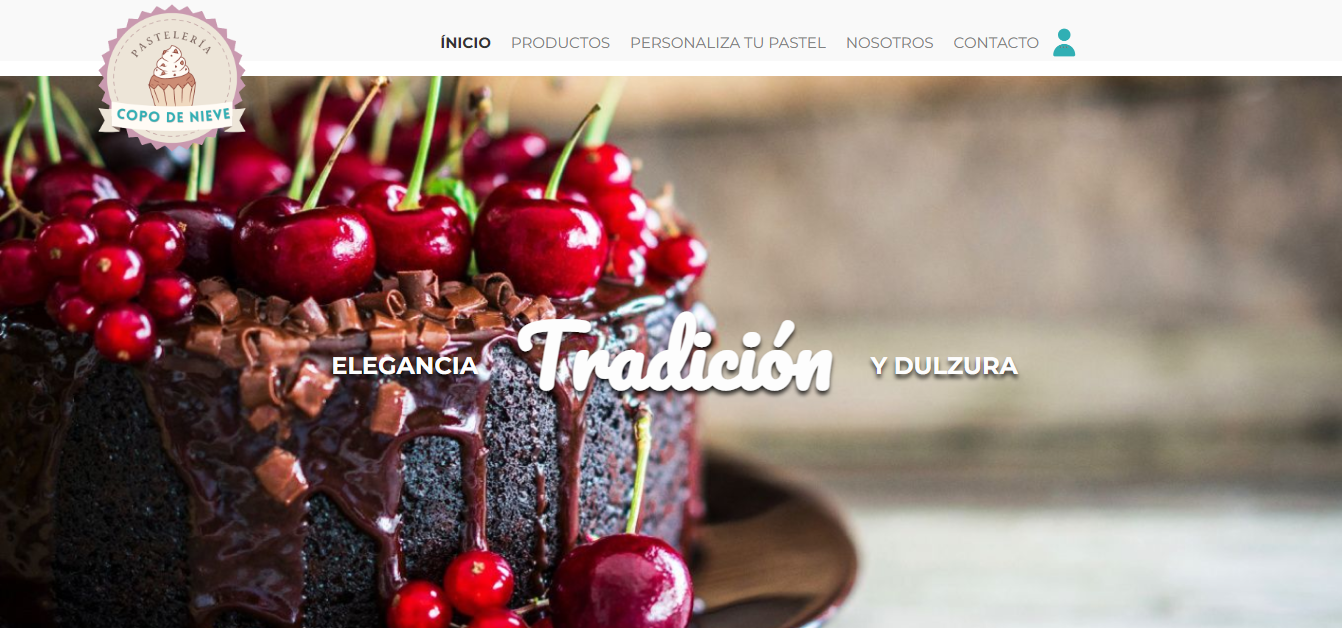 PASTELERÍA
COPO DE NIEVE
ÍNICIO PRODUCTOS PERSONALIZA TU PASTEL NOSOTROS CONTACTO
ELEGANCIA Tradición Y DULZURA